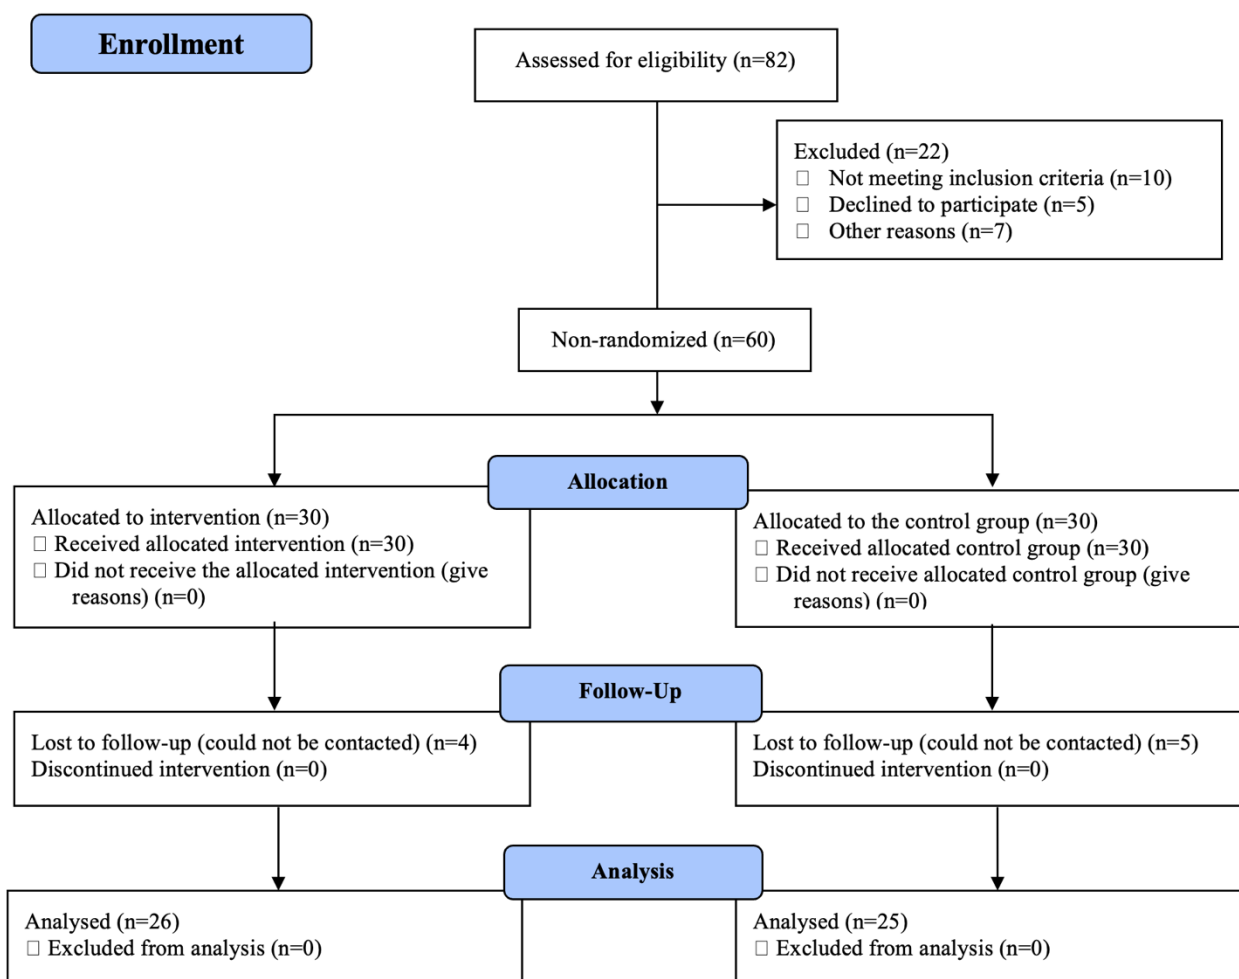 Enrollment
Assessed for eligibility (n=82)
Excluded (n=22)
□ Not meeting inclusion criteria (n=10)
□ Declined to participate (n=5)
□ Other reasons (n=7)
Non-randomized (n=60)
Allocation
Allocated to intervention (n=30)
□ Received allocated intervention (n=30)
□ Did not receive the allocated intervention (give
reasons) (n=0)
Allocated to the control group (n=30)
□ Received allocated control group (n=30)
□ Did not receive allocated control group (give
reasons) (n=0)
Follow-Up
Lost to follow-up (could not be contacted) (n=4)
Discontinued intervention (n=0)
Lost to follow-up (could not be contacted) (n=5)
Discontinued intervention (n=0)
Analysis
Analysed (n=26)
□ Excluded from analysis (n=0)
Analysed (n=25)
□ Excluded from analysis (n=0)